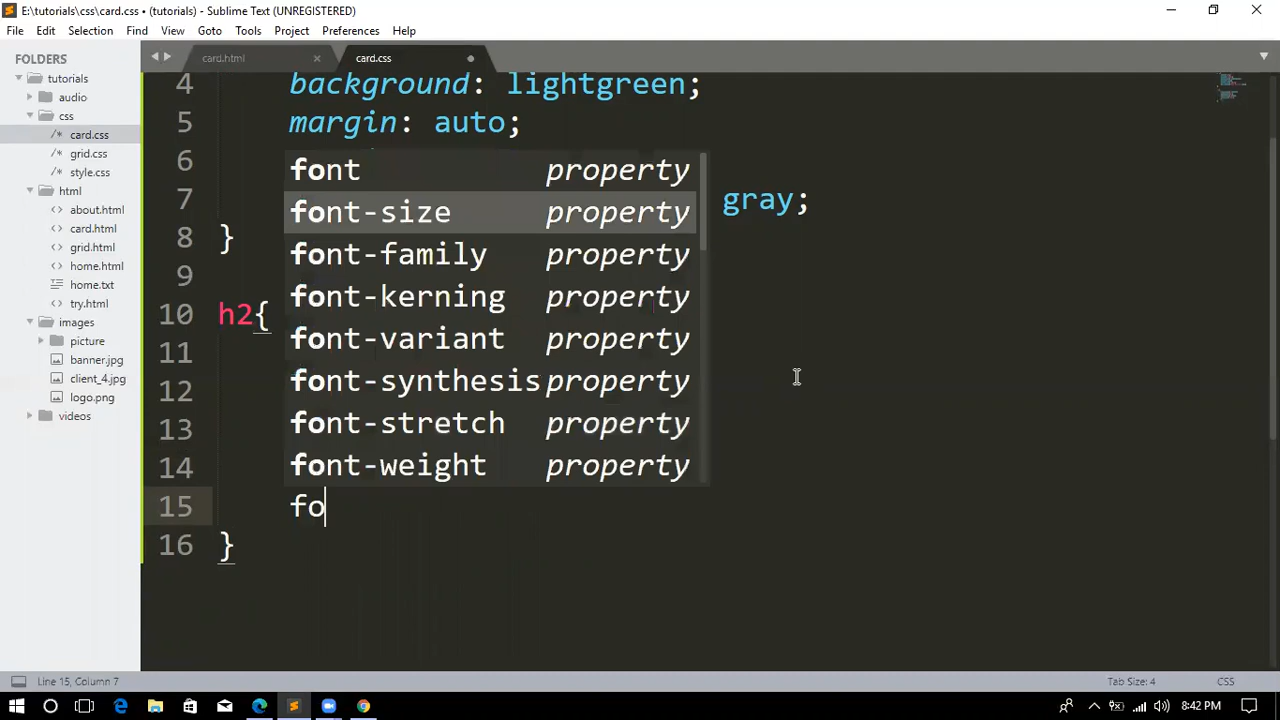 E:\tutorials\css\card.css • (tutorials) - Sublime Text (UNREGISTERED)
File Edit Selection Find View Goto Tools Project Preferences Help
FOLDERS
tutorials
audio
css
/* card.css
/* grid.css
/* style.css
html
<> about.html
<> card.html
<> grid.html
<> home.html
home.txt
<> try.html
images
picture
banner.jpg
client_4.jpg
logo.png
videos
card.html ×
card.css
4 background: lightgreen;
5 margin: auto;
6
7 gray;
8 }
9
10 h2{
11
12
13
14
15 fo
16 }
font property
font-size property
font-family property
font-kerning property
font-variant property
font-synthesis property
font-stretch property
font-weight property
Line 15, Column 7
Tab Size: 4
CSS
8:42 PM